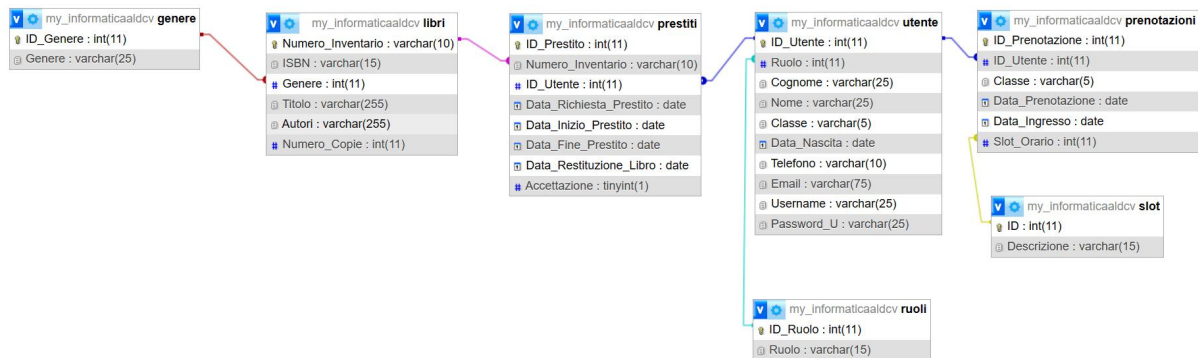 my_informaticaaldcv genere
ID_Genere : int(11)
Genere : varchar(25)
my_informaticaaldcv libri
Numero_Inventario : varchar(10)
ISBN : varchar(15)
# Genere : int(11)
Titolo : varchar(255)
Autori : varchar(255)
# Numero_Copie : int(11)
my_informaticaaldcv prestiti
ID_Prestito : int(11)
Numero_Inventario : varchar(10)
# ID_Utente : int(11)
Data_Richiesta_Prestito : date
Data_Inizio_Prestito : date
Data_Fine_Prestito : date
Data_Restituzione_Libro : date
# Accettazione : tinyint(1)
my_informaticaaldcv utente
ID_Utente : int(11)
# Ruolo : int(11)
Cognome : varchar(25)
Nome : varchar(25)
Classe : varchar(5)
Data_Nascita : date
Telefono : varchar(10)
Email : varchar(75)
Username : varchar(25)
Password_U : varchar(25)
my_informaticaaldcv prenotazioni
ID_Prenotazione : int(11)
# ID_Utente : int(11)
Classe : varchar(5)
Data_Prenotazione : date
Data_Ingresso : date
# Slot_Orario : int(11)
my_informaticaaldcv slot
ID : int(11)
Descrizione : varchar(15)
my_informaticaaldcv ruoli
ID_Ruolo : int(11)
Ruolo : varchar(15)